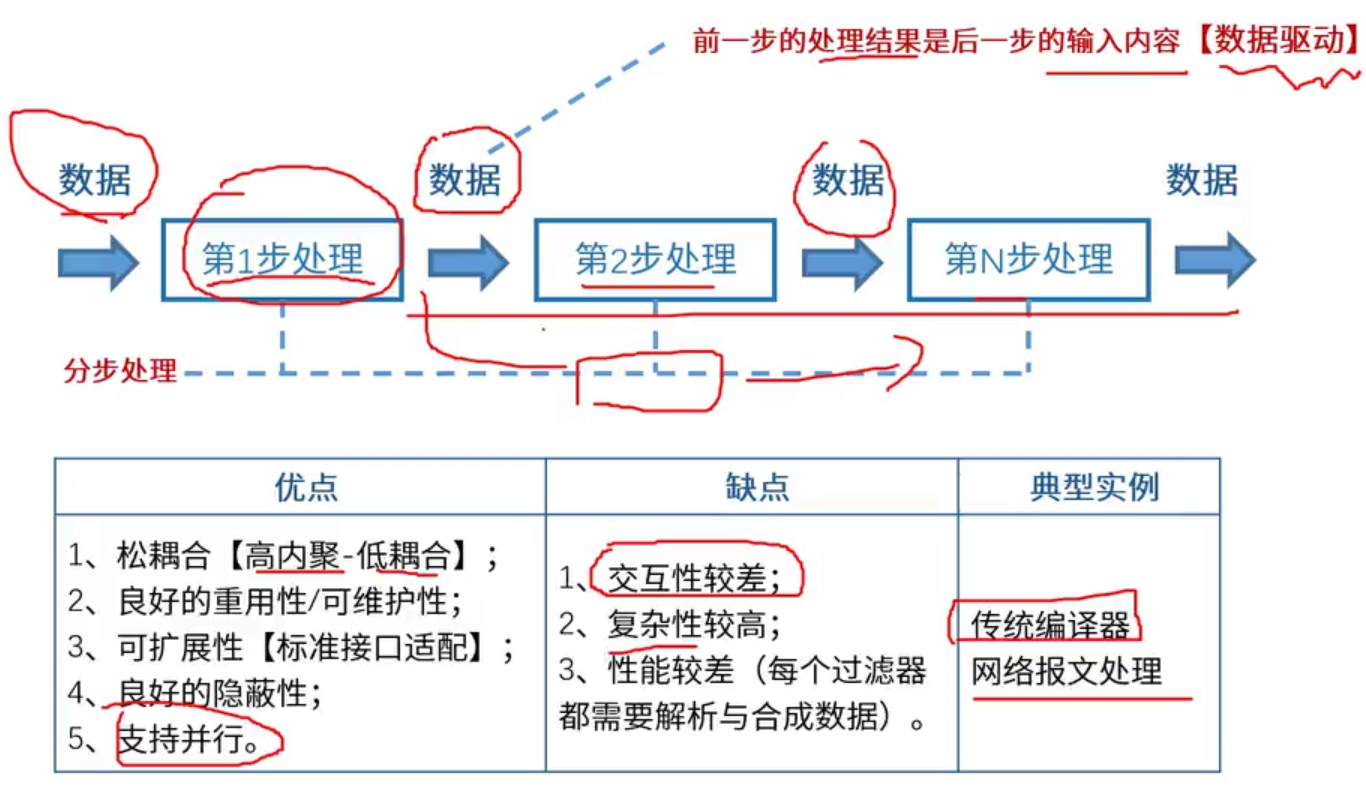 前一步的处理结果是后一步的输入内容【数据驱动】
数据
数据
数据
数据
第1步处理
第2步处理
第N步处理
分步处理
优点
缺点
典型实例
1、松耦合【高内聚-低耦合】；
2、良好的重用性/可维护性；
3、可扩展性【标准接口适配】；
4、良好的隐蔽性；
5、支持并行。
1、交互性较差；
2、复杂性较高；
3、性能较差（每个过滤器
都需要解析与合成数据）。
传统编译器
网络报文处理